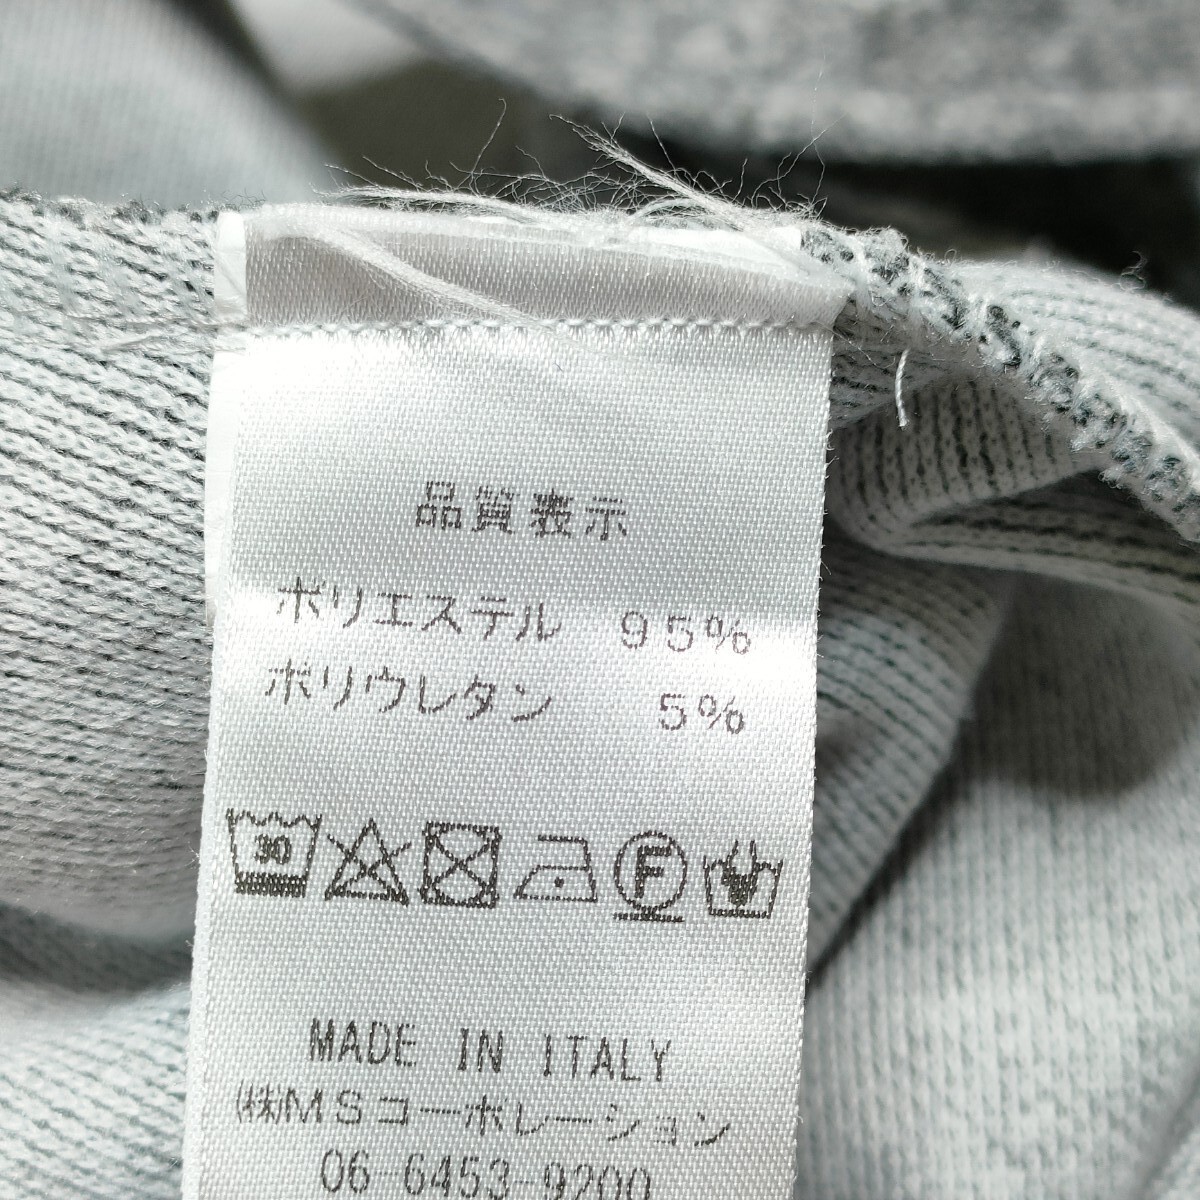 品質表示
ポリエステル 95%
ポリウレタン 5%
30 F
MADE IN ITALY
㈱MSコーポレーション
06-6453-9200